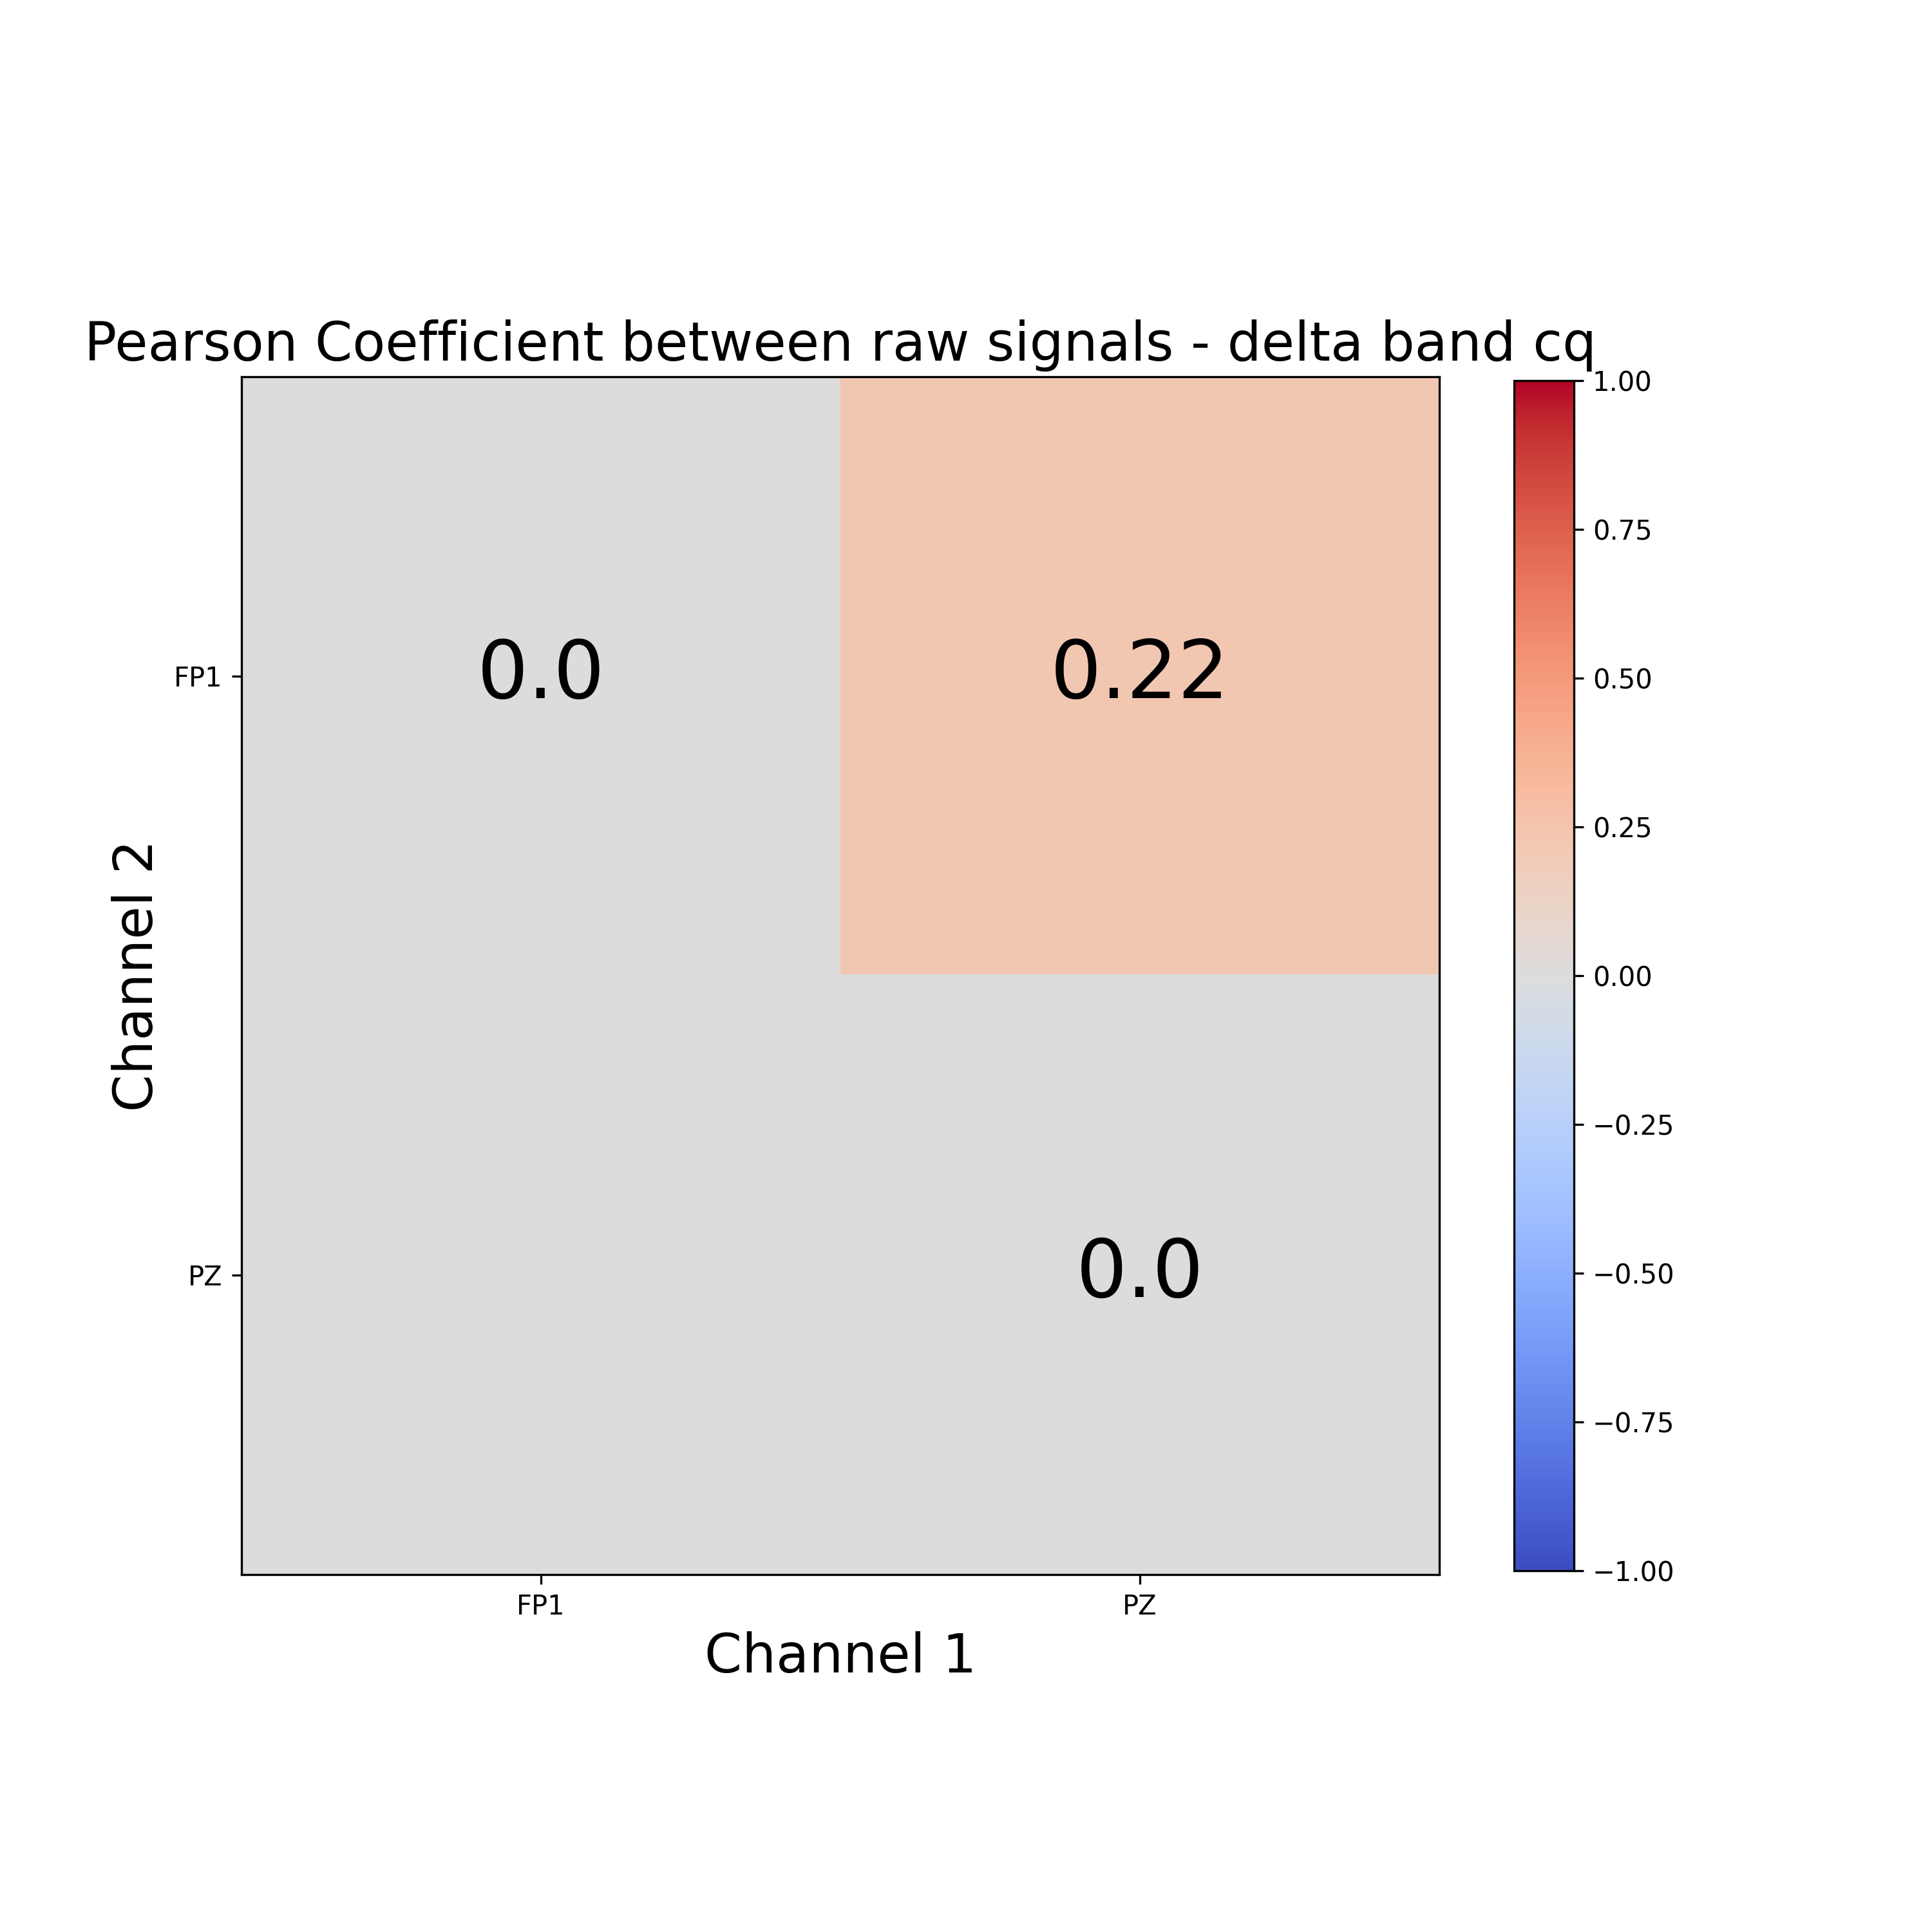 Pearson Coefficient between raw signals - delta band cq
1.00
0.75
0.50
0.25
0.00
−0.25
−0.50
−0.75
−1.00
Channel 2
FP1
PZ
0.0
0.22
0.0
FP1
PZ
Channel 1